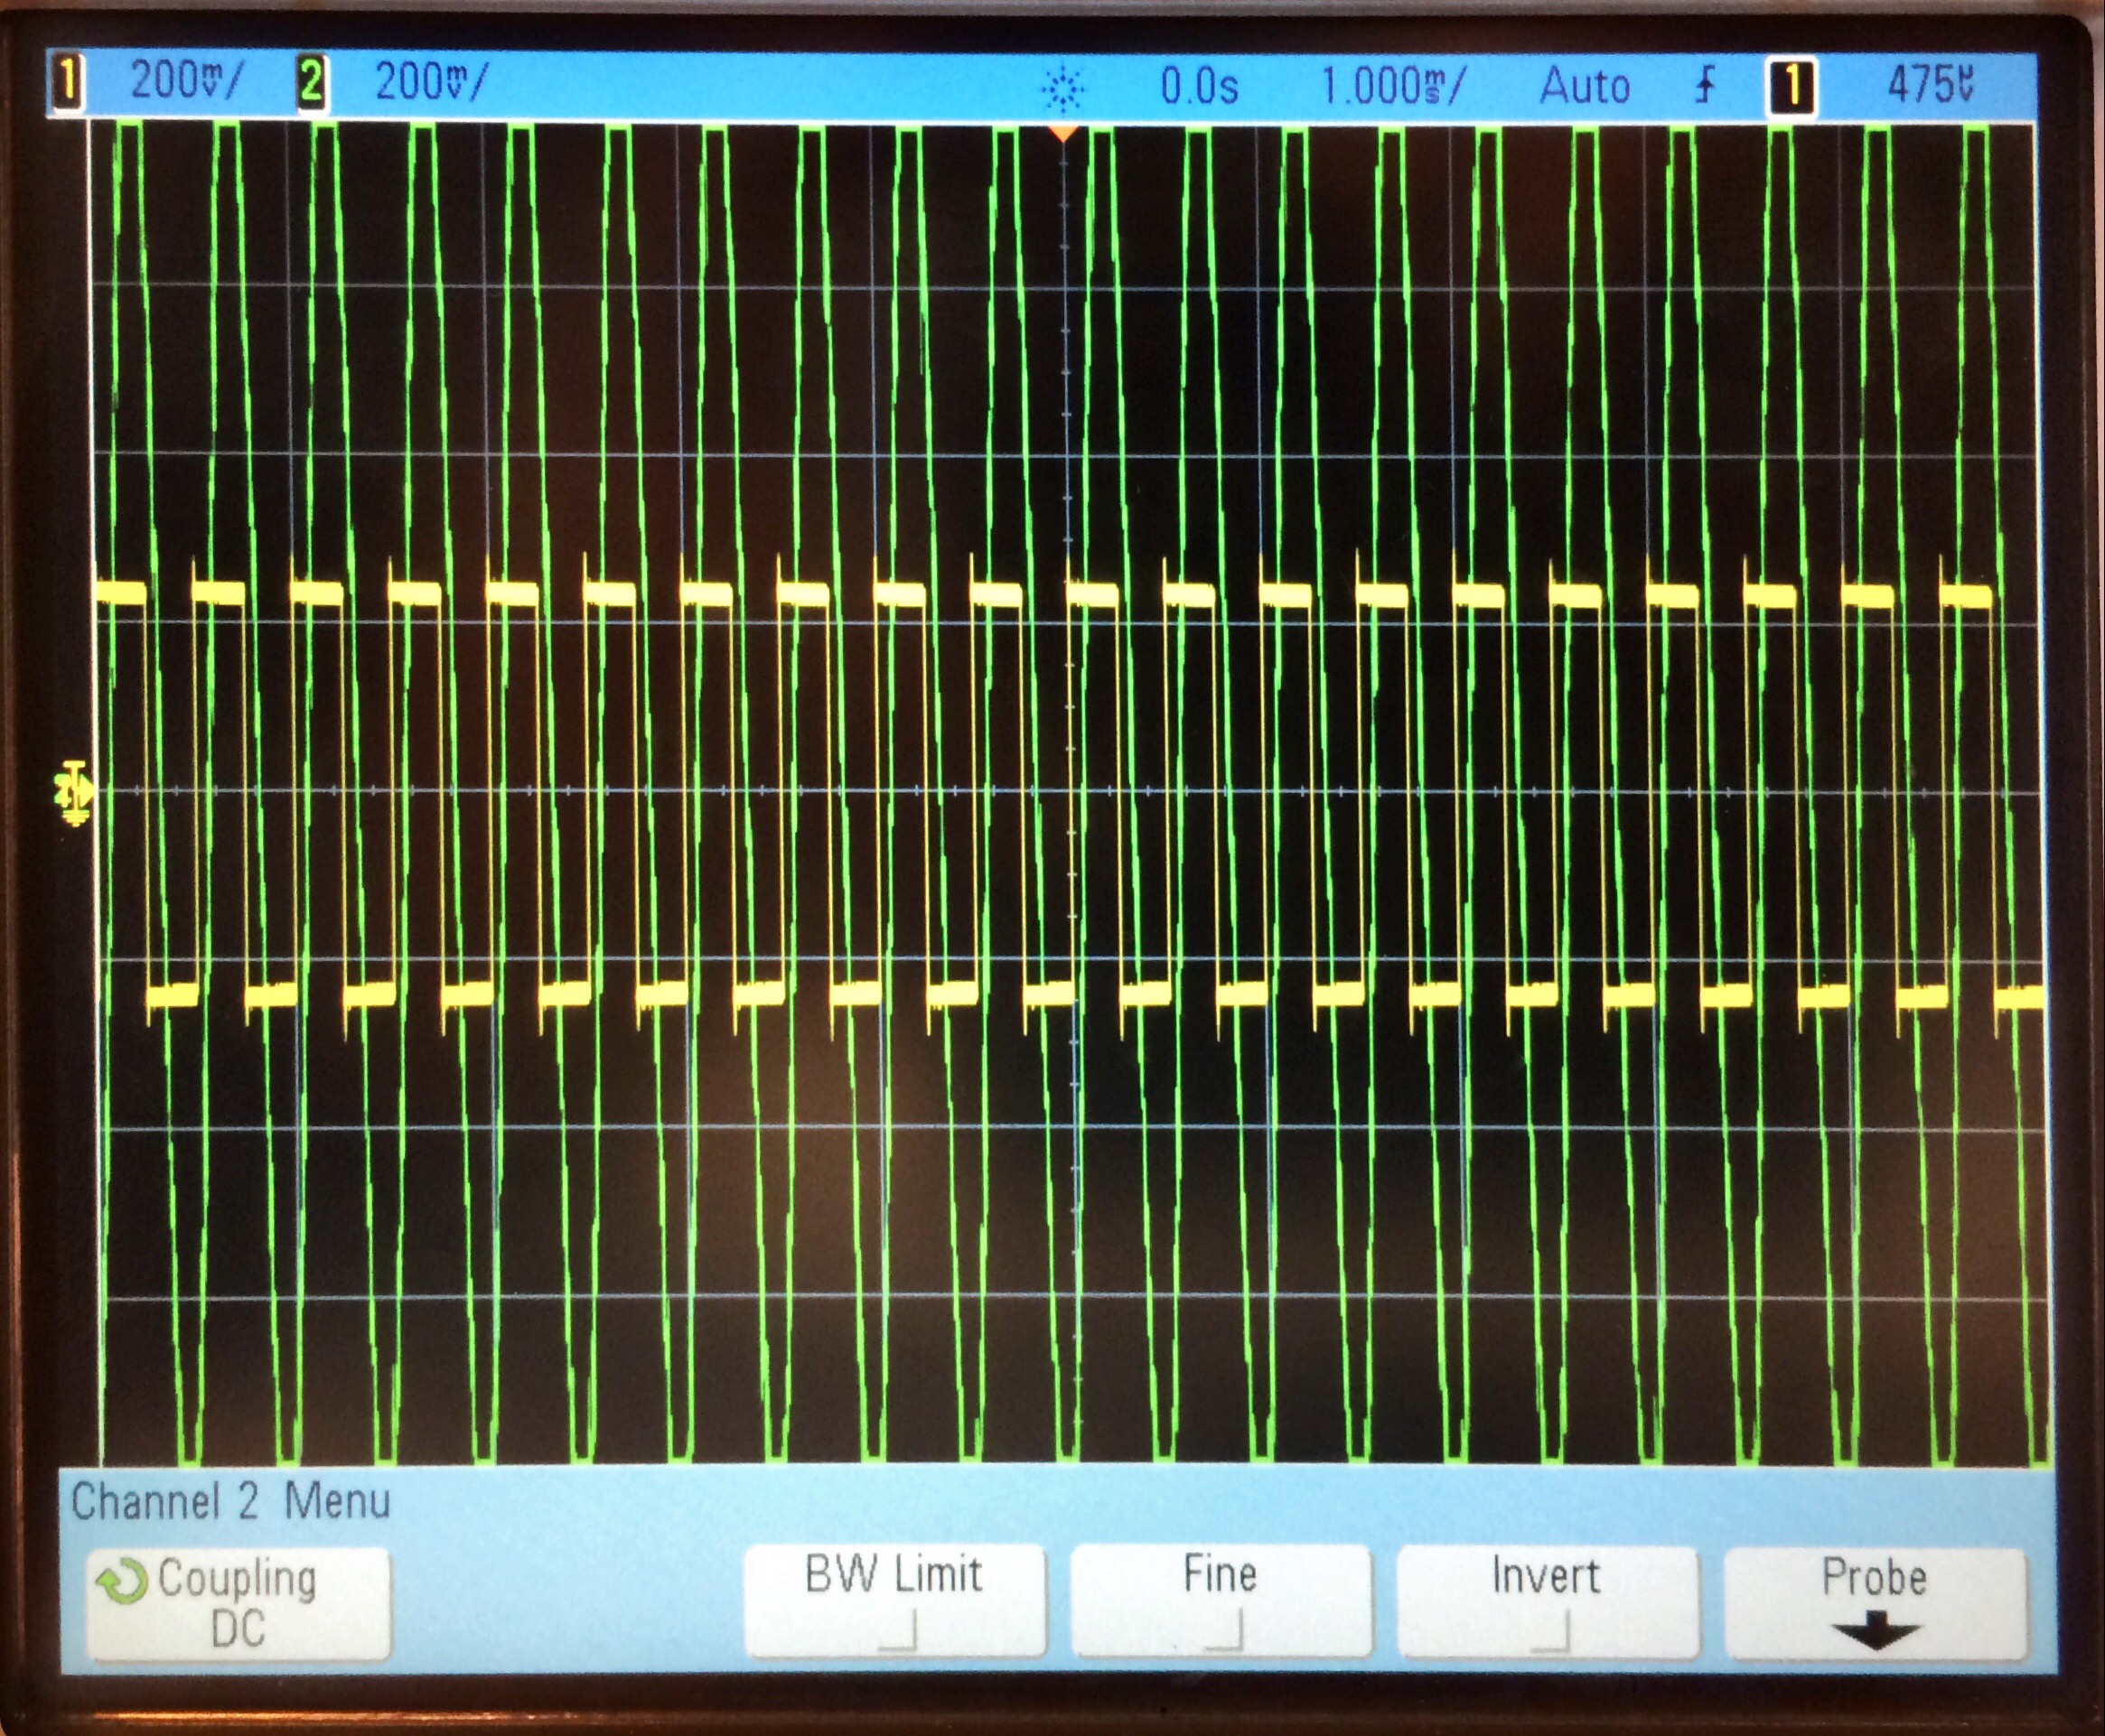 1 200mV/ 2 200mV/ 0.0s 1.000ms/ Auto 1 475
Channel 2 Menu
Coupling BW Limit Fine Invert Probe
DC